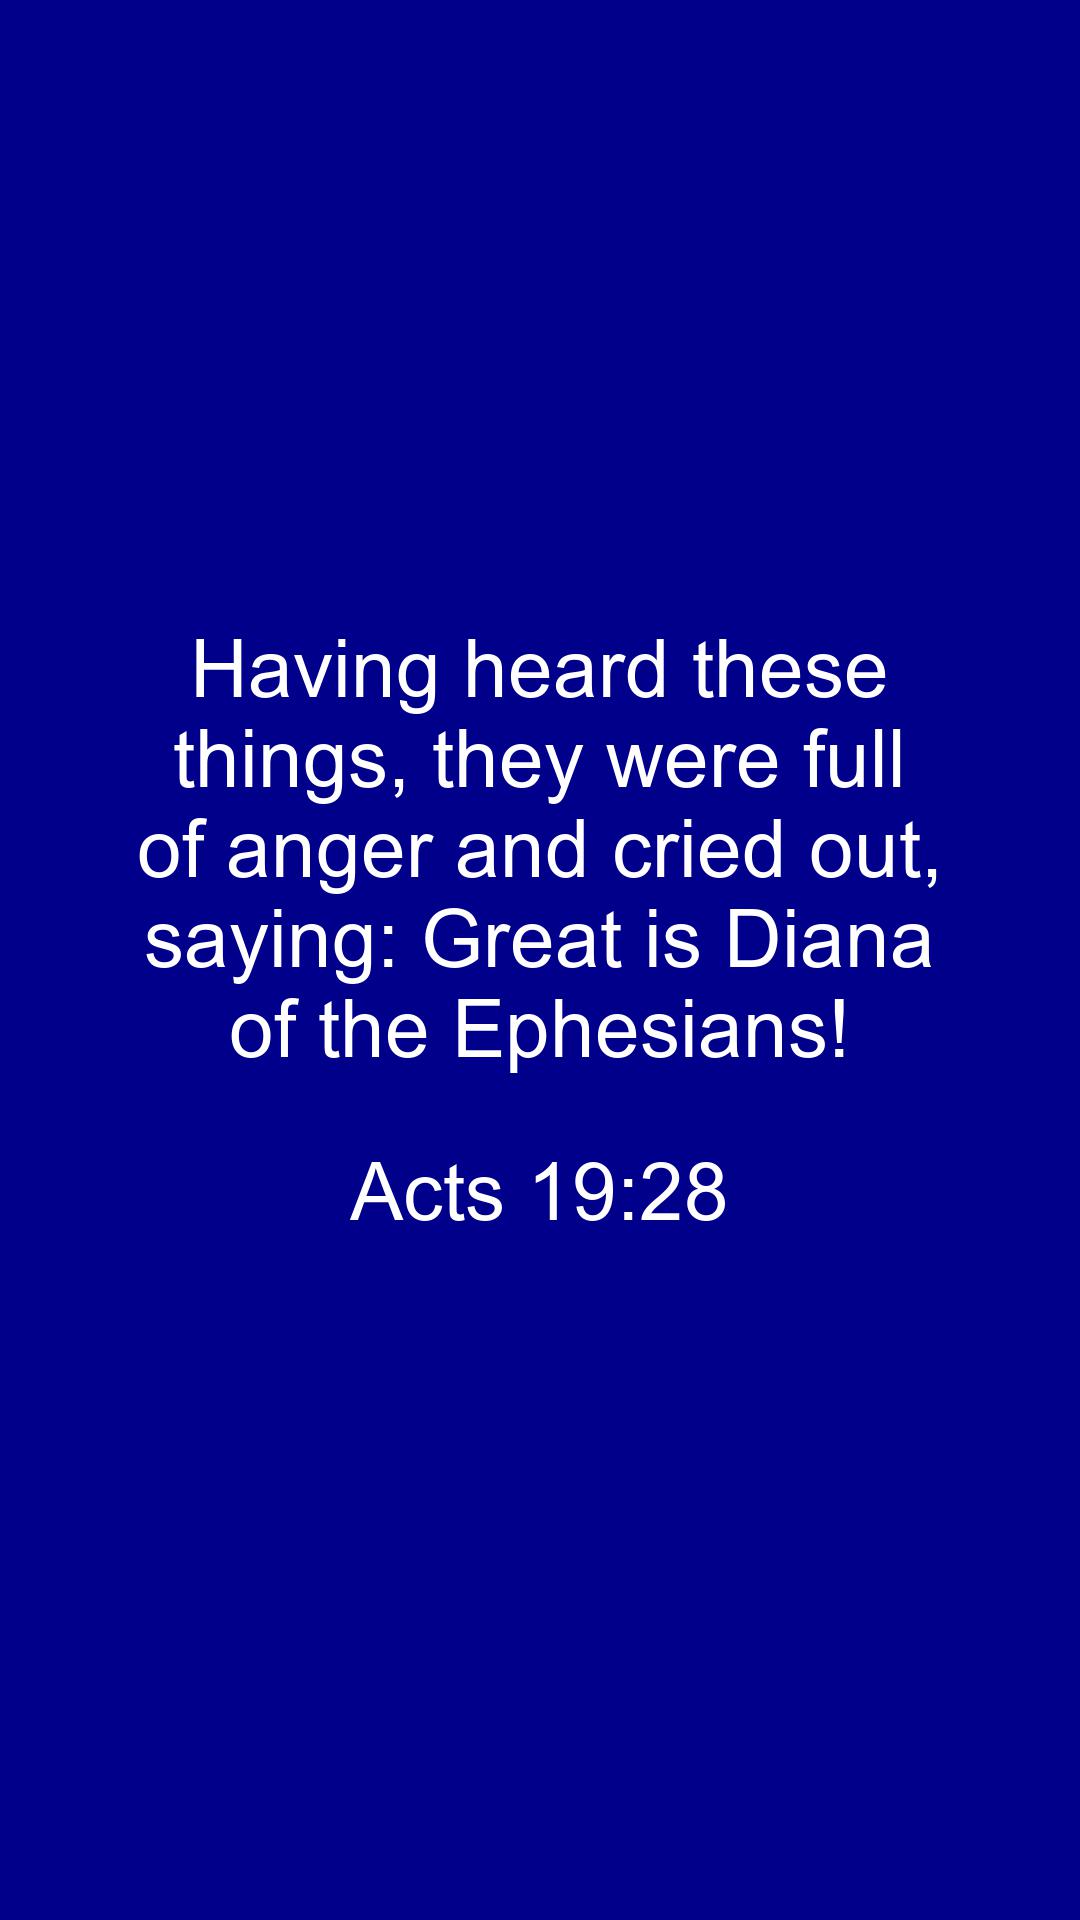 Having heard these
things, they were full
of anger and cried out,
saying: Great is Diana
of the Ephesians!
Acts 19:28